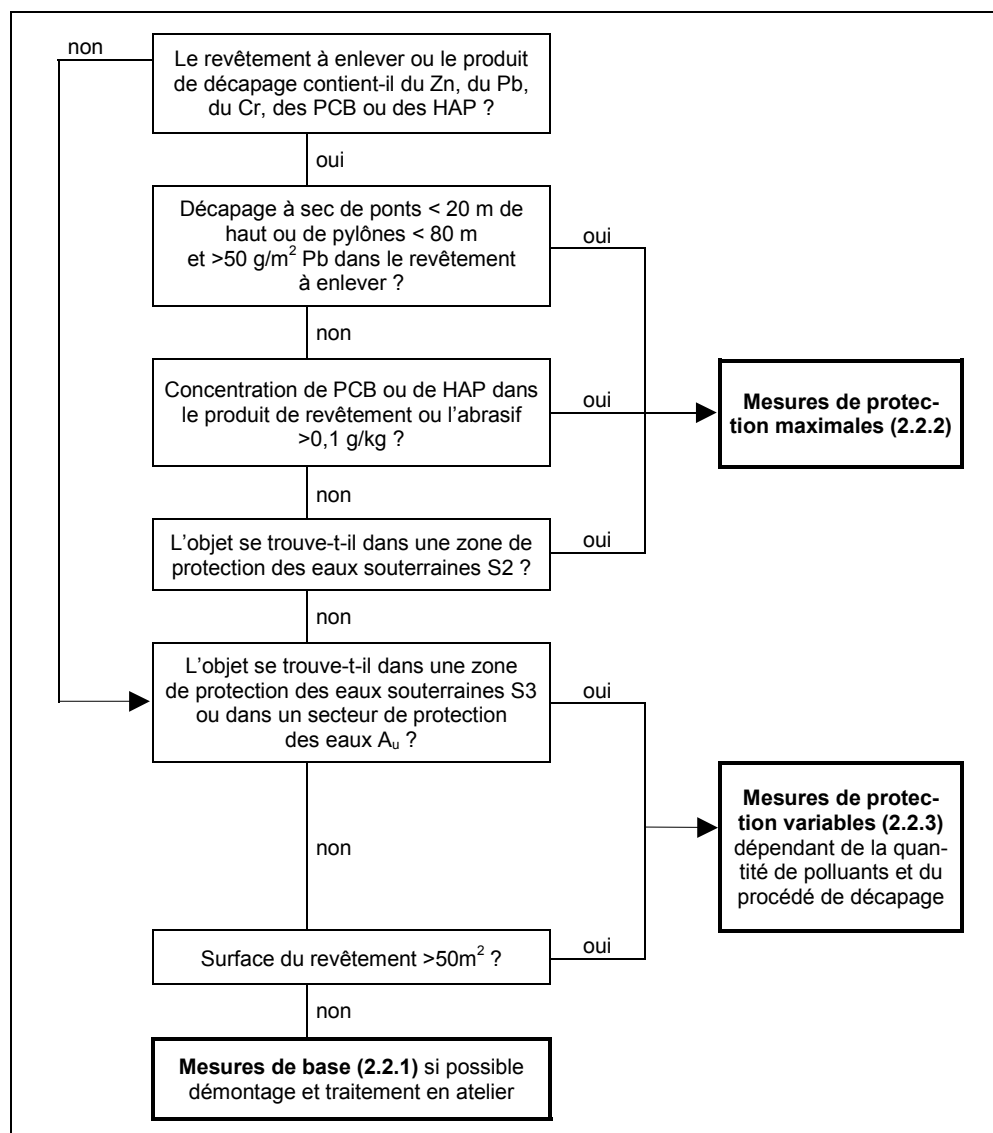 non
Le revêtement à enlever ou le produit
de décapage contient-il du Zn, du Pb,
du Cr, des PCB ou des HAP ?
oui
Décapage à sec de ponts < 20 m de
haut ou de pylônes < 80 m
et >50 g/m² Pb dans le revêtement
à enlever ?
oui
non
Concentration de PCB ou de HAP dans
le produit de revêtement ou l’abrasif
>0,1 g/kg ?
oui
Mesures de protec-
tion maximales (2.2.2)
non
L’objet se trouve-t-il dans une zone de
protection des eaux souterraines S2 ?
oui
non
L’objet se trouve-t-il dans une zone
de protection des eaux souterraines S3
ou dans un secteur de protection
des eaux Aᵤ ?
oui
Mesures de protec-
tion variables (2.2.3)
dépendant de la quan-
tité de polluants et du
procédé de décapage
non
Surface du revêtement >50m² ?
oui
non
Mesures de base (2.2.1) si possible
démontage et traitement en atelier